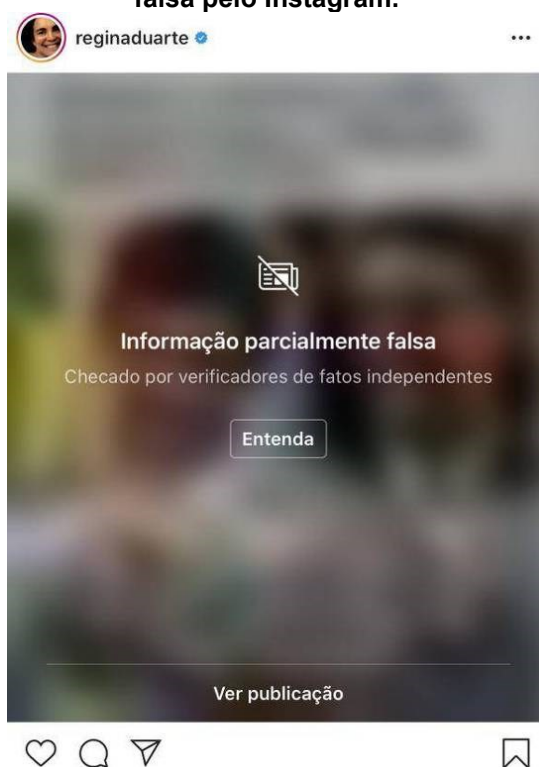 falsa pelo Instagram.
reginaduarte
Informação parcialmente falsa
Checado por verificadores de fatos independentes
Entenda
Ver publicação